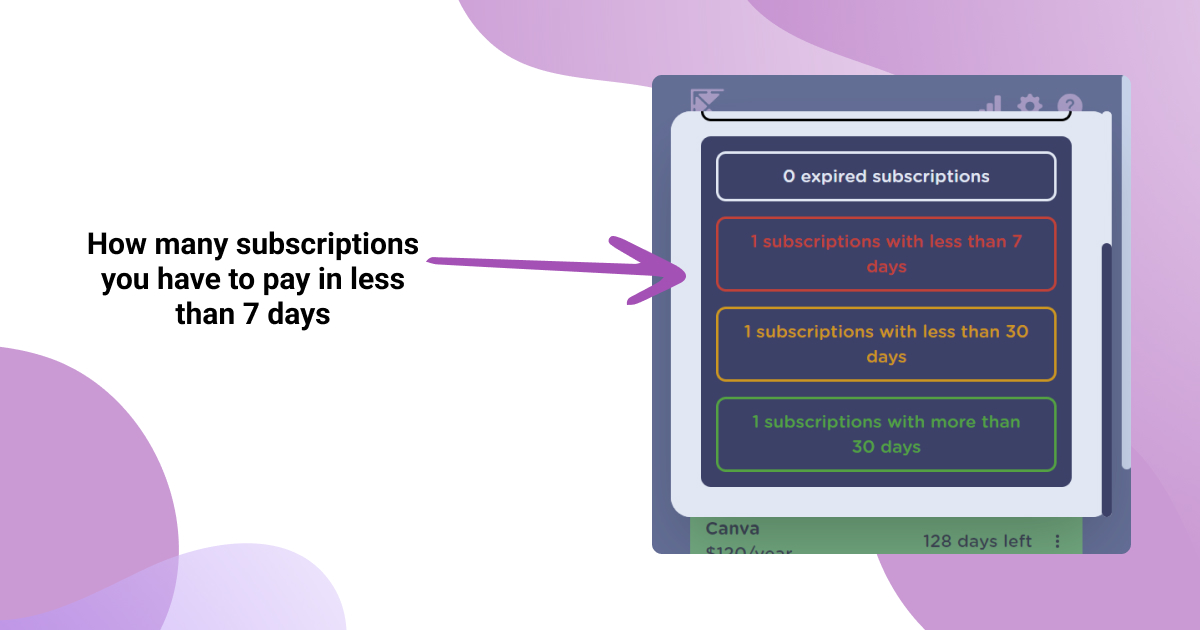 How many subscriptions
you have to pay in less
than 7 days
?
0 expired subscriptions
1 subscriptions with less than 7
days
1 subscriptions with less than 30
days
1 subscriptions with more than
30 days
Canva
$120/year
128 days left